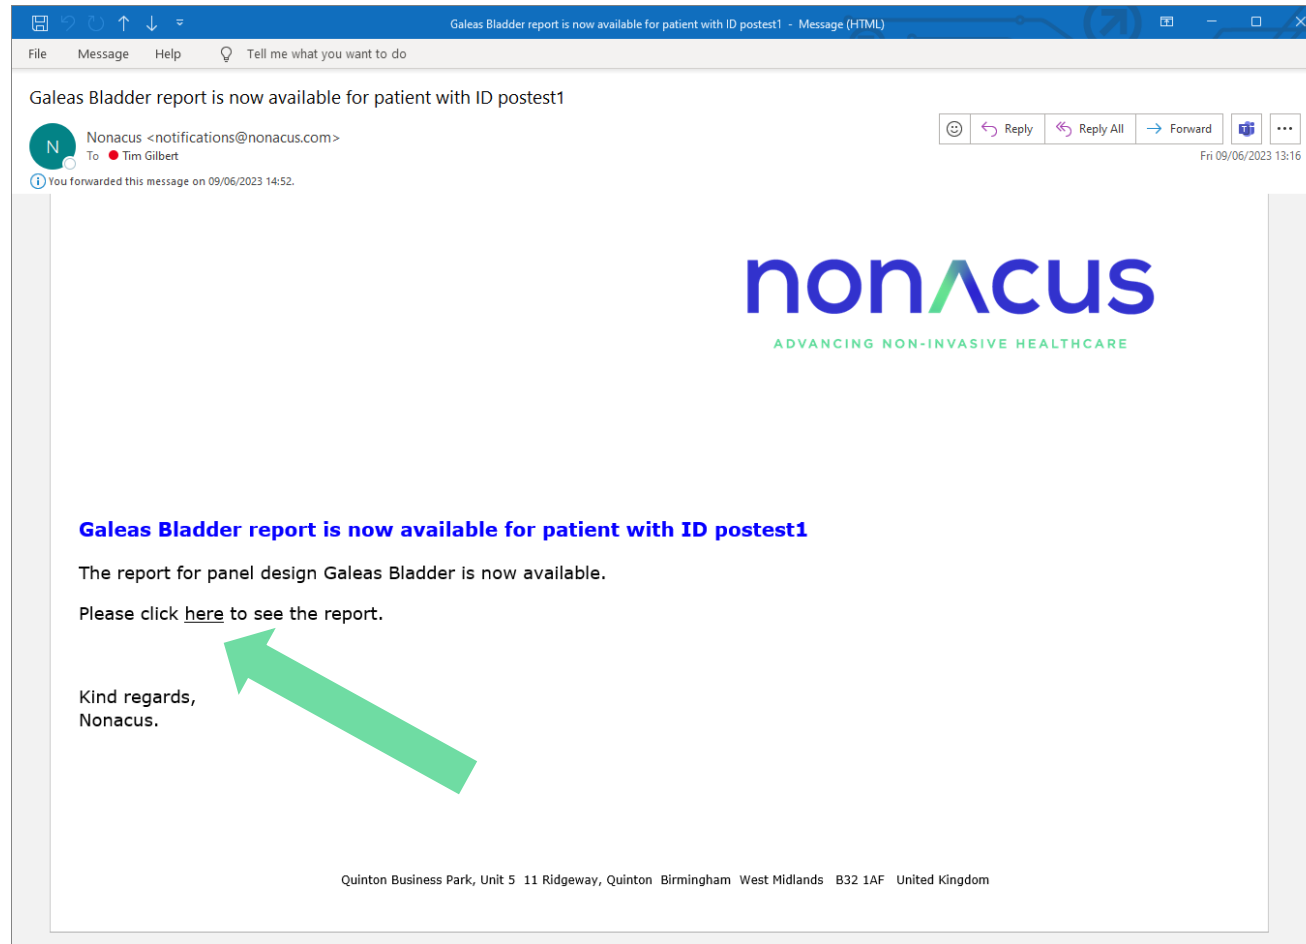 Galeas Bladder report is now available for patient with ID postest1 - Message (HTML)
File Message Help Tell me what you want to do
Galeas Bladder report is now available for patient with ID postest1
N
Nonacus <notifications@nonacus.com>
To Tim Gilbert
Reply Reply All Forward
Fri 09/06/2023 13:16
You forwarded this message on 09/06/2023 14:52.
nonacus
ADVANCING NON-INVASIVE HEALTHCARE
Galeas Bladder report is now available for patient with ID postest1
The report for panel design Galeas Bladder is now available.
Please click here to see the report.
Kind regards,
Nonacus.
Quinton Business Park, Unit 5 11 Ridgeway, Quinton Birmingham West Midlands B32 1AF United Kingdom